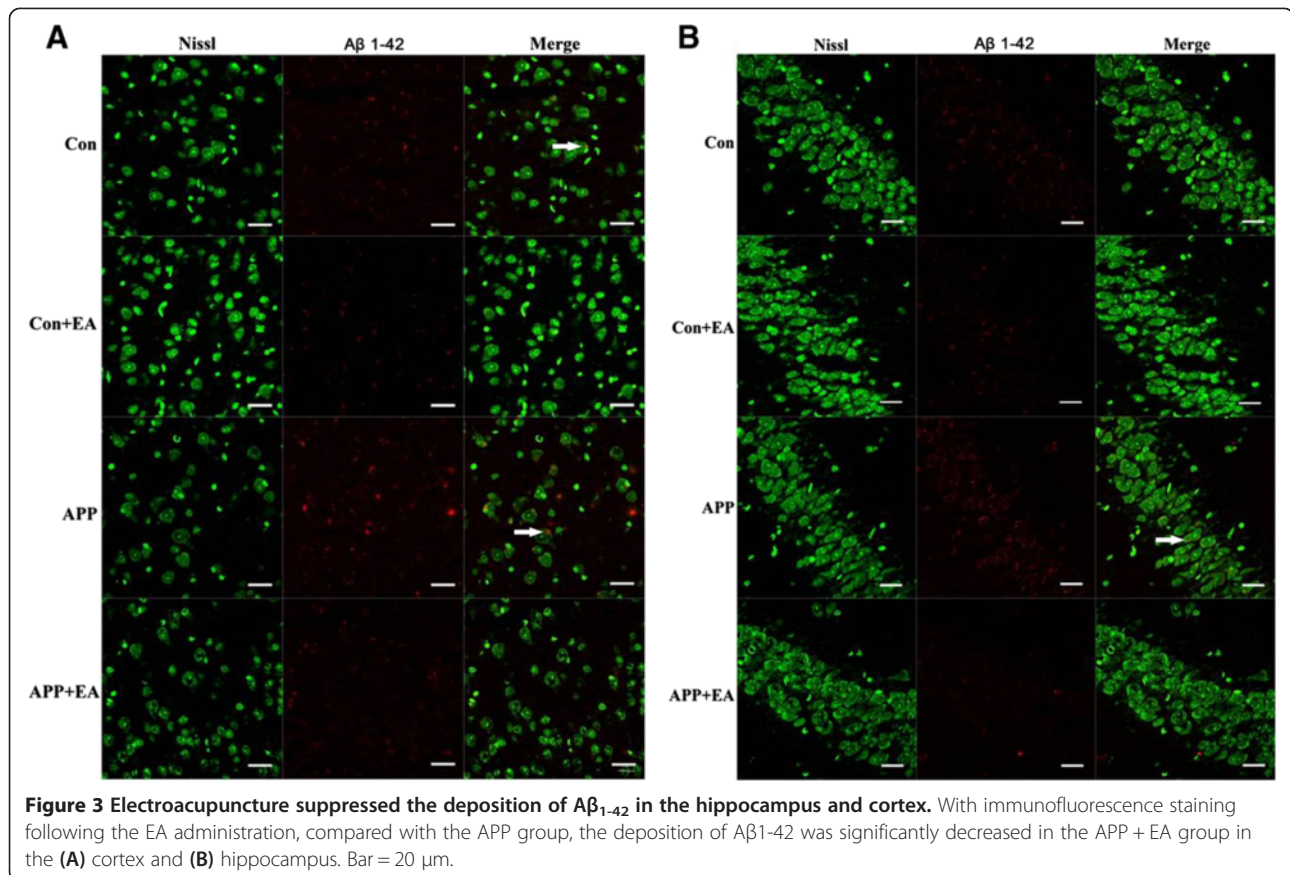 A
Nissl Aβ 1-42 Merge
Con
Con+EA
APP
APP+EA
B
Nissl Aβ 1-42 Merge
Con
Con+EA
APP
APP+EA
Figure 3 Electroacupuncture suppressed the deposition of Aβ1-42 in the hippocampus and cortex. With immunofluorescence staining
following the EA administration, compared with the APP group, the deposition of Aβ1-42 was significantly decreased in the APP + EA group in
the (A) cortex and (B) hippocampus. Bar = 20 μm.